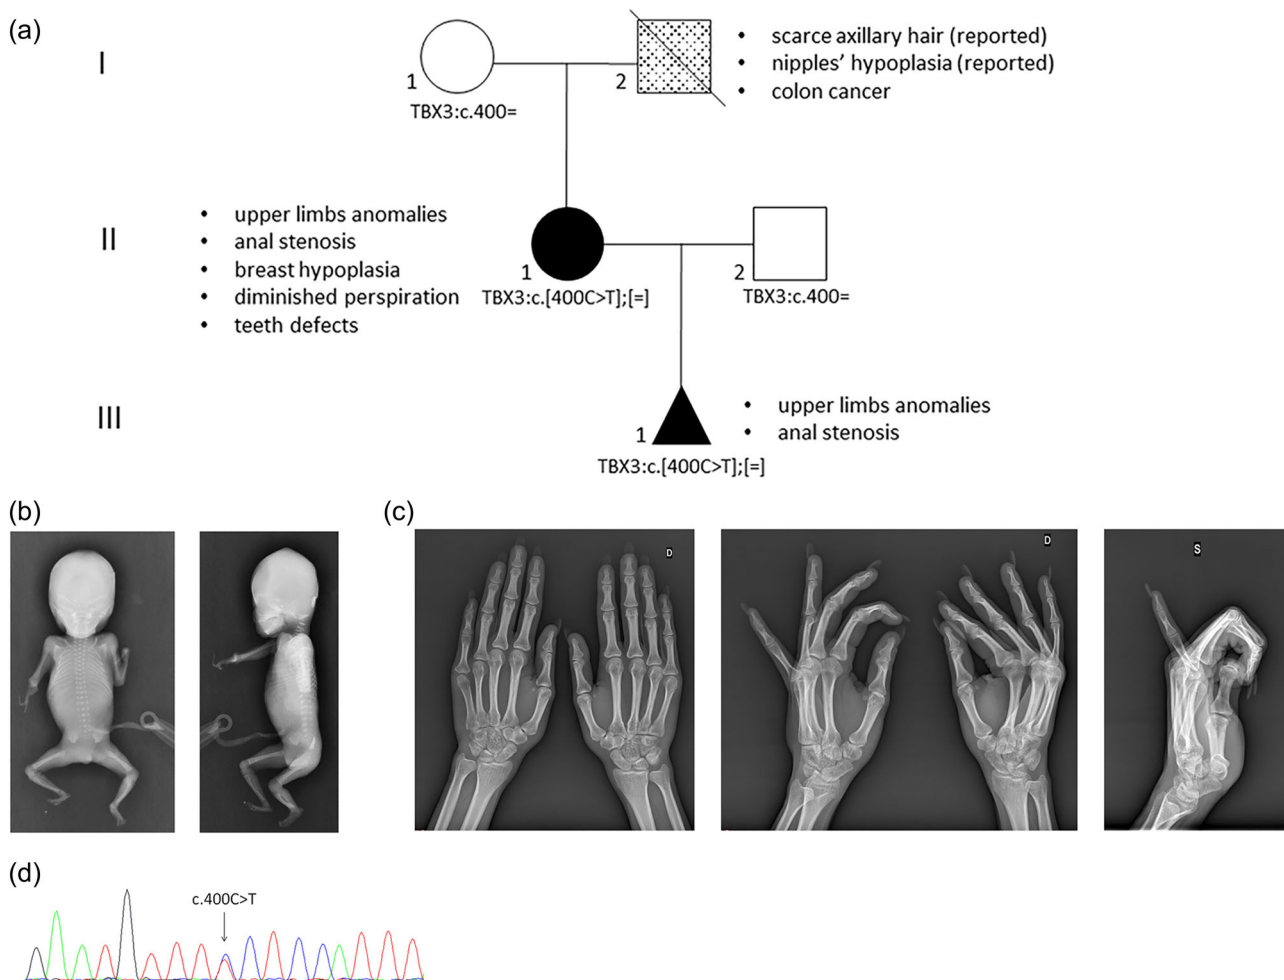 (a)
I
1
2
TBX3:c.400=
• scarce axillary hair (reported)
• nipples' hypoplasia (reported)
• colon cancer
II
• upper limbs anomalies
• anal stenosis
• breast hypoplasia
• diminished perspiration
• teeth defects
1
TBX3:c.[400C>T];[=]
2
TBX3:c.400=
III
1
TBX3:c.[400C>T];[=]
• upper limbs anomalies
• anal stenosis
(b)
(c)
D
D
S
(d)
c.400C>T